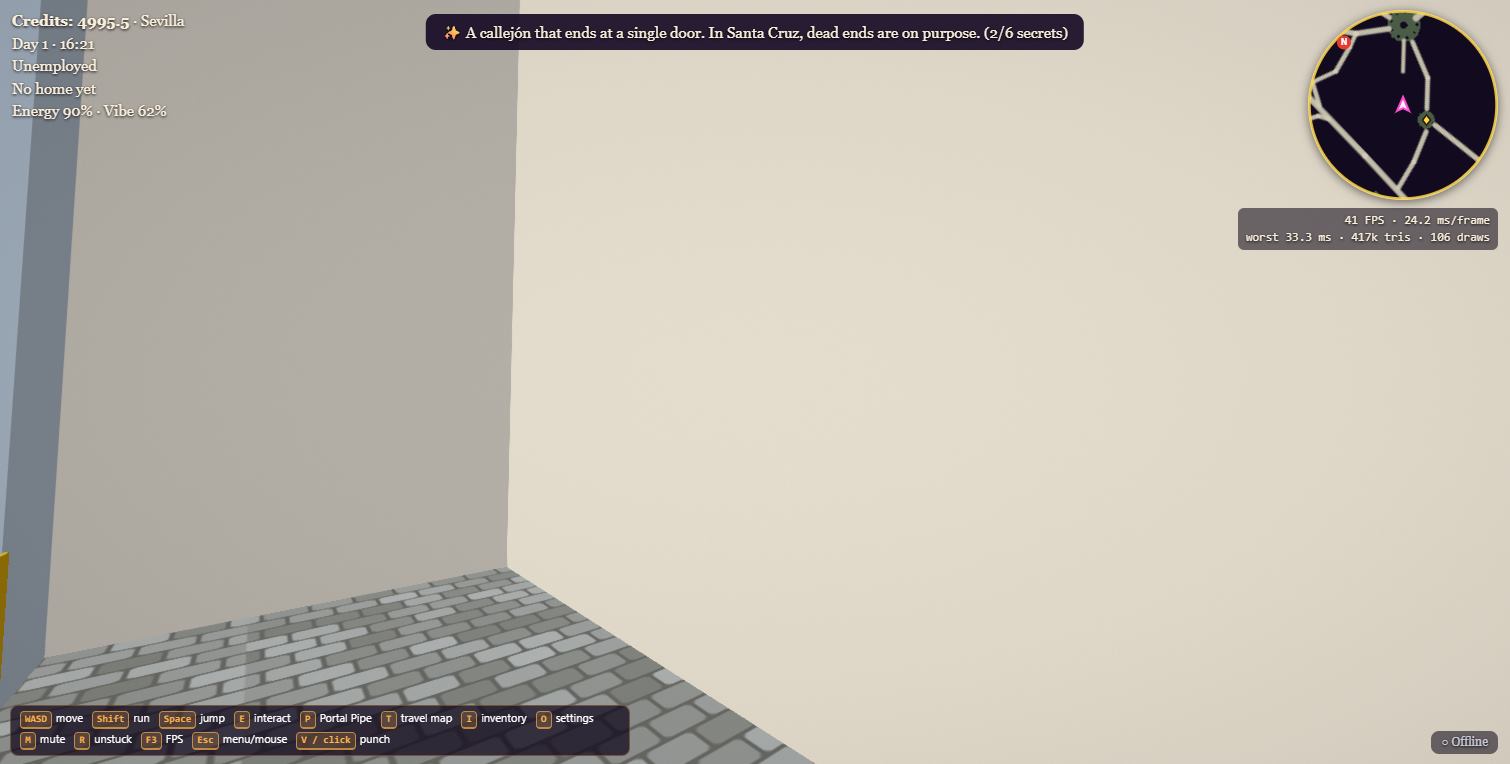 Credits: 4995.5 · Sevilla
Day 1 · 16:21
Unemployed
No home yet
Energy 90% · Vibe 62%
✨ A callejón that ends at a single door. In Santa Cruz, dead ends are on purpose. (2/6 secrets)
N
41 FPS · 24.2 ms/frame
worst 33.3 ms · 417k tris · 106 draws
WASD move Shift run Space jump E interact P Portal Pipe T travel map I inventory O settings
M mute R unstuck F3 FPS Esc menu/mouse V / click punch
○ Offline